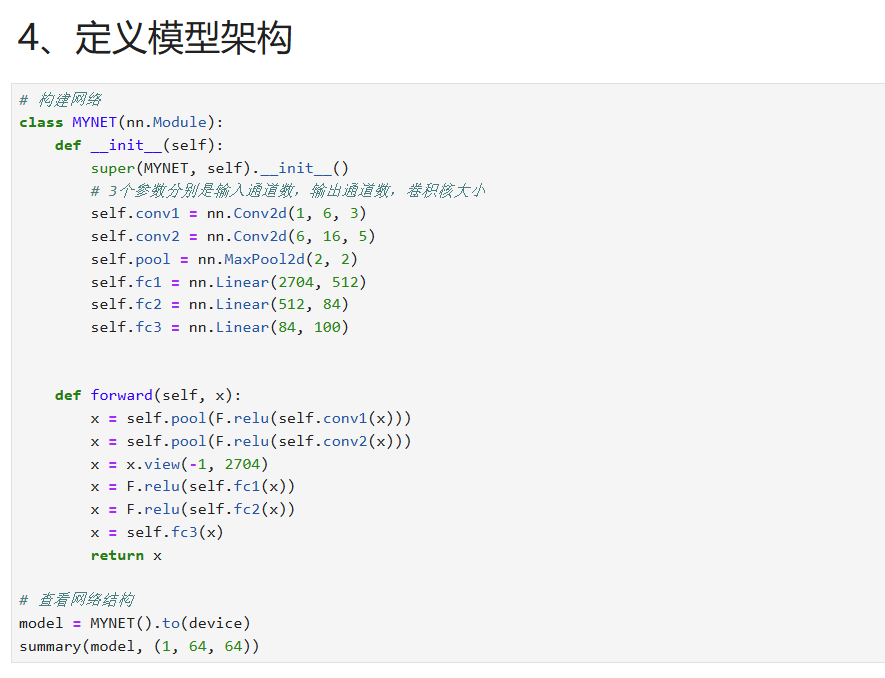 4、定义模型架构
# 构建网络
class MYNET(nn.Module):
    def __init__(self):
        super(MYNET, self).__init__()
        # 3个参数分别是输入通道数，输出通道数，卷积核大小
        self.conv1 = nn.Conv2d(1, 6, 3)
        self.conv2 = nn.Conv2d(6, 16, 5)
        self.pool = nn.MaxPool2d(2, 2)
        self.fc1 = nn.Linear(2704, 512)
        self.fc2 = nn.Linear(512, 84)
        self.fc3 = nn.Linear(84, 100)
    def forward(self, x):
        x = self.pool(F.relu(self.conv1(x)))
        x = self.pool(F.relu(self.conv2(x)))
        x = x.view(-1, 2704)
        x = F.relu(self.fc1(x))
        x = F.relu(self.fc2(x))
        x = self.fc3(x)
        return x
# 查看网络结构
model = MYNET().to(device)
summary(model, (1, 64, 64))